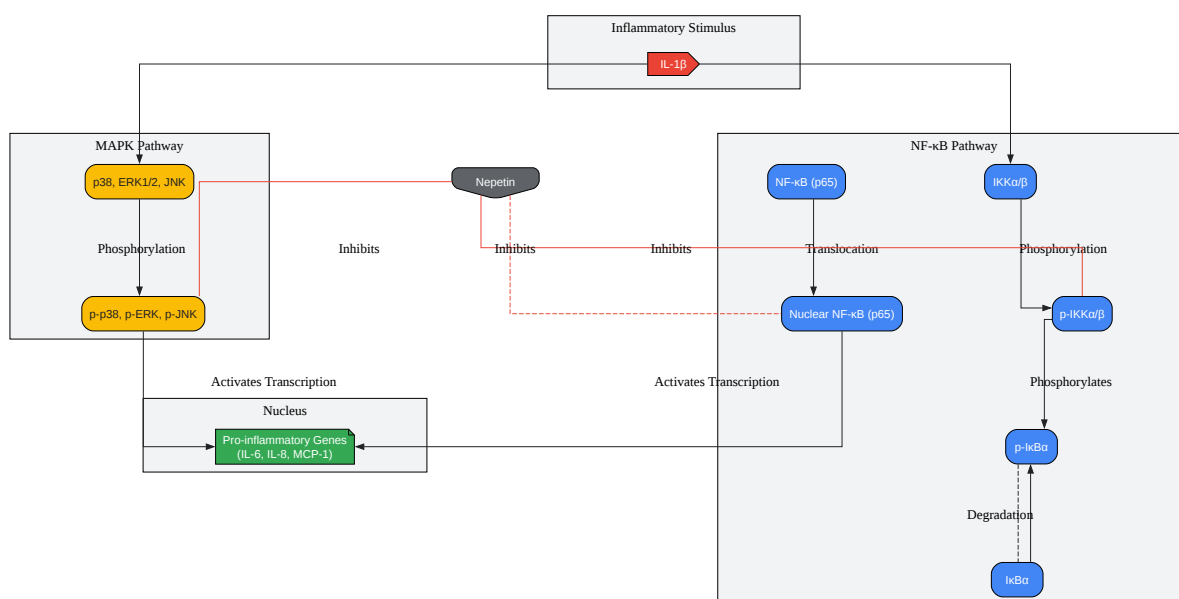 Inflammatory Stimulus
IL-1β
MAPK Pathway
NF-κB Pathway
p38, ERK1/2, JNK
Nepetin
NF-κB (p65)
IKKα/β
Phosphorylation
Inhibits
Inhibits
Inhibits
Translocation
Phosphorylation
p-p38, p-ERK, p-JNK
Nuclear NF-κB (p65)
p-IKKα/β
Activates Transcription
Activates Transcription
Phosphorylates
Nucleus
Pro-inflammatory Genes
(IL-6, IL-8, MCP-1)
p-IκBα
Degradation
IκBα